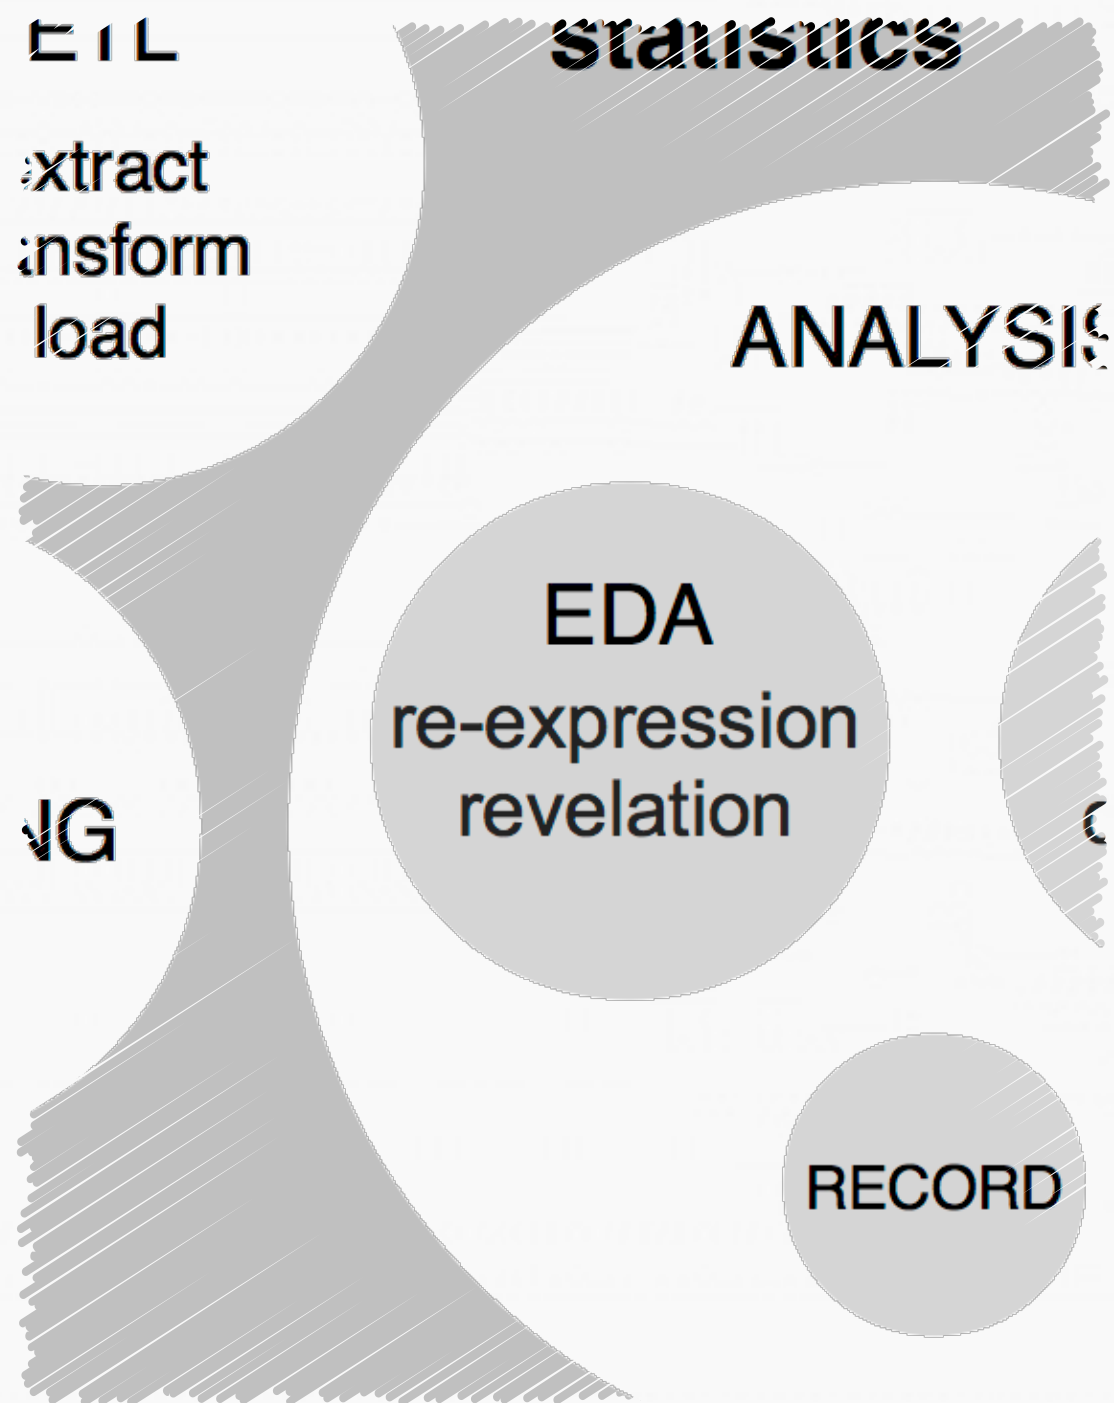 ETL
statistics
xtract
nsform
load
ANALYSIS
EDA
re-expression
revelation
NG
RECORD